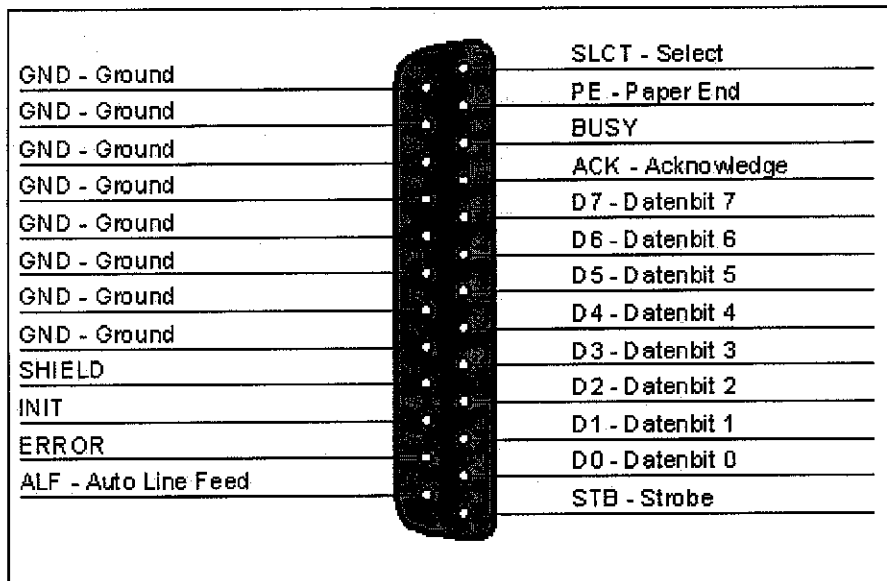 GND - Ground
GND - Ground
GND - Ground
GND - Ground
GND - Ground
GND - Ground
GND - Ground
GND - Ground
SHIELD
INIT
ERROR
ALF - Auto Line Feed
SLCT - Select
PE - Paper End
BUSY
ACK - Acknowledge
D7 - Datenbit 7
D6 - Datenbit 6
D5 - Datenbit 5
D4 - Datenbit 4
D3 - Datenbit 3
D2 - Datenbit 2
D1 - Datenbit 1
D0 - Datenbit 0
STB - Strobe